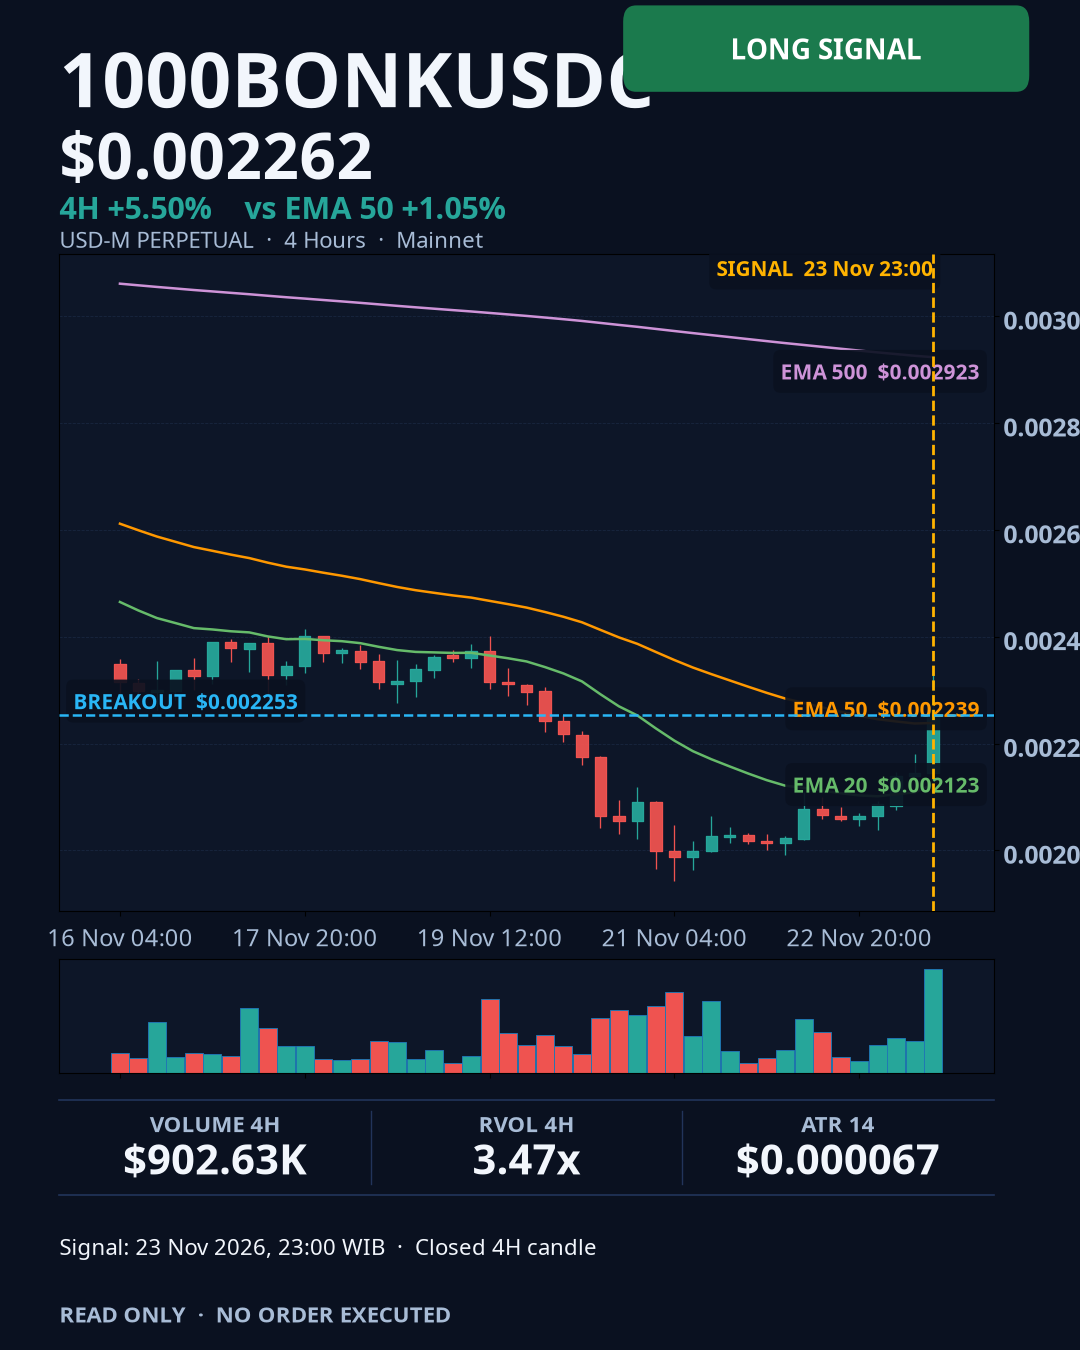 1000BONKUSDC
LONG SIGNAL
$0.002262
4H +5.50% vs EMA 50 +1.05%
USD-M PERPETUAL · 4 Hours · Mainnet
SIGNAL 23 Nov 23:00
0.0030
EMA 500 $0.002923
0.0028
0.0026
0.0024
BREAKOUT $0.002253
EMA 50 $0.002239
0.0022
EMA 20 $0.002123
0.0020
16 Nov 04:00 17 Nov 20:00 19 Nov 12:00 21 Nov 04:00 22 Nov 20:00
VOLUME 4H RVOL 4H ATR 14
$902.63K 3.47x $0.000067
Signal: 23 Nov 2026, 23:00 WIB · Closed 4H candle
READ ONLY · NO ORDER EXECUTED